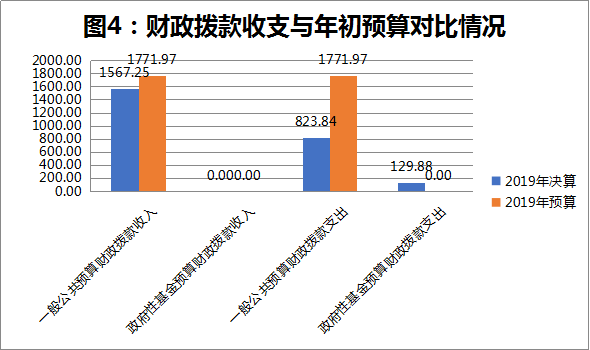 图4：财政拨款收支与年初预算对比情况
2000.00
1800.00
1600.00
1400.00
1200.00
1000.00
800.00
600.00
400.00
200.00
0.00
1567.25
1771.97
0.00
0.00
823.84
1771.97
129.88
0.00
一般公共预算财政拨款收入
政府性基金预算财政拨款收入
一般公共预算财政拨款支出
政府性基金预算财政拨款支出
2019年决算
2019年预算